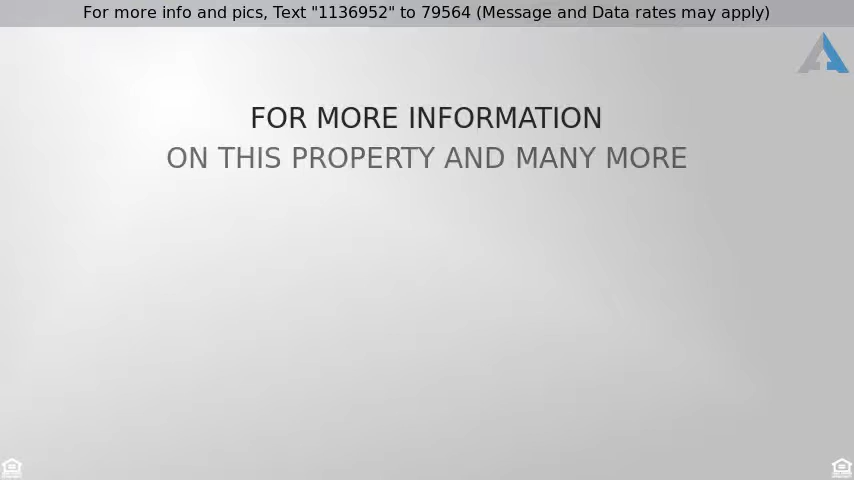 For more info and pics, Text "1136952" to 79564 (Message and Data rates may apply)
FOR MORE INFORMATION
ON THIS PROPERTY AND MANY MORE